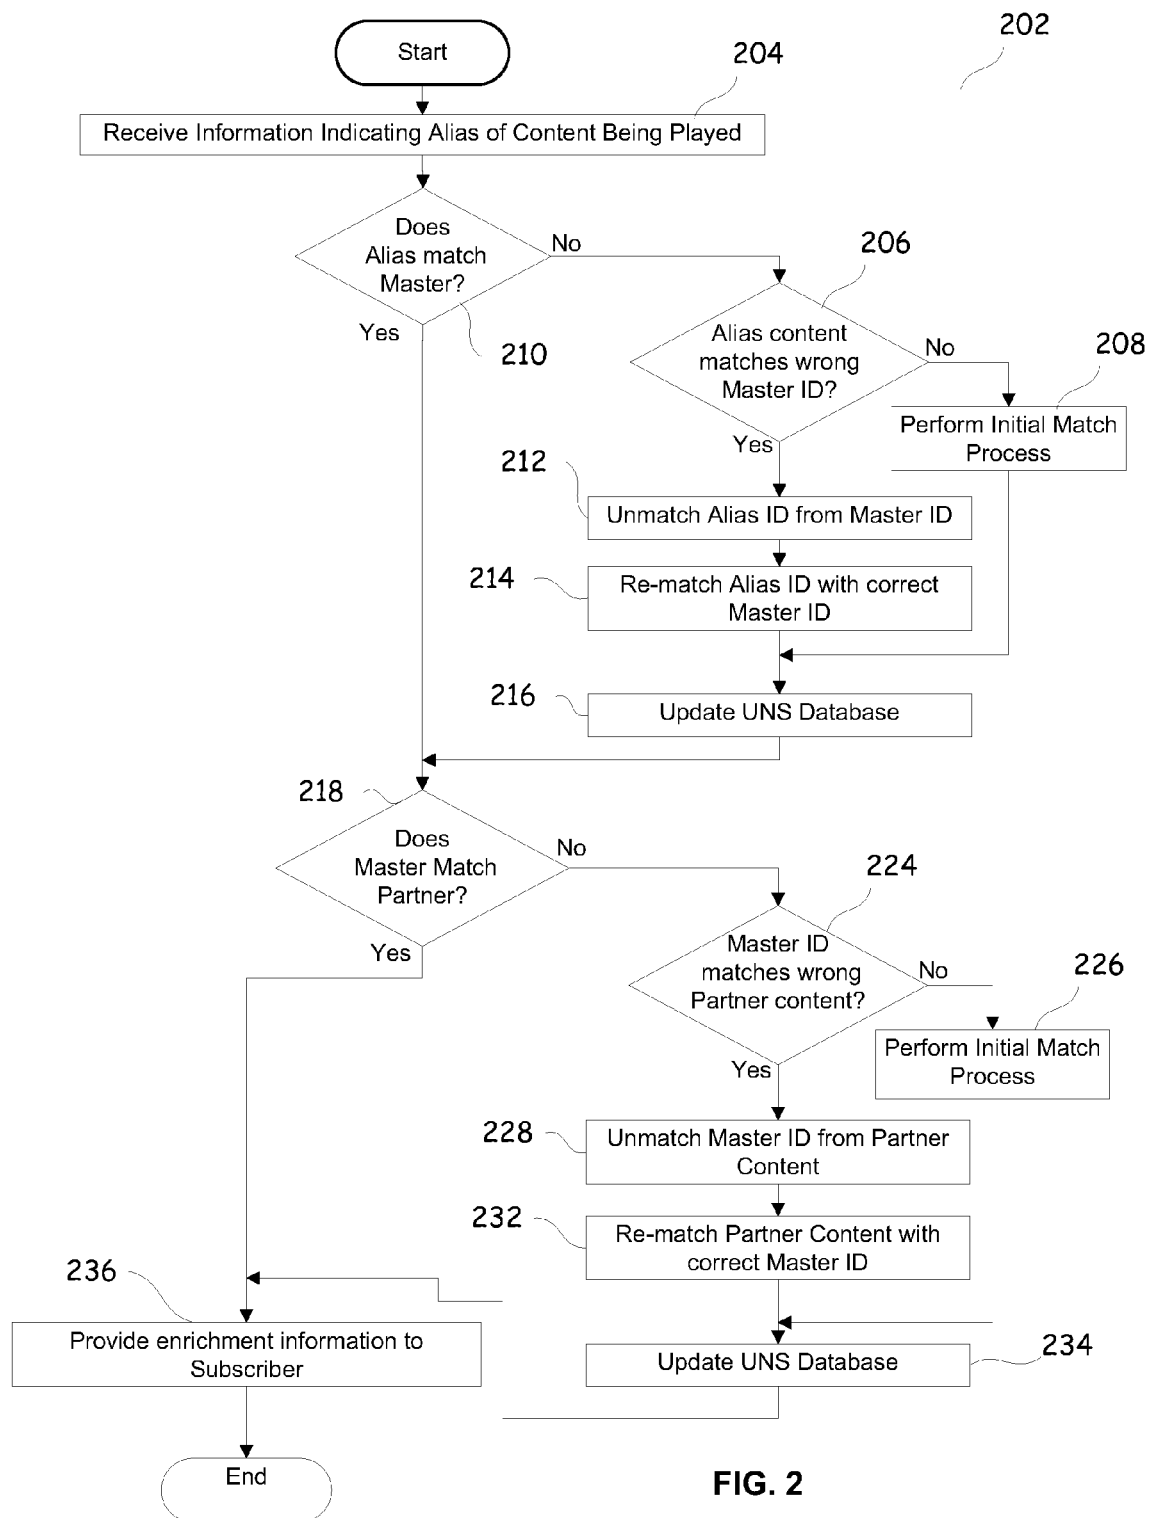 202
Start
204
Receive Information Indicating Alias of Content Being Played
Does
Alias match
Master?
No
Yes
210
206
Alias content
matches wrong
Master ID?
No
Yes
208
Perform Initial Match
Process
212
Unmatch Alias ID from Master ID
214
Re-match Alias ID with correct
Master ID
216
Update UNS Database
218
Does
Master Match
Partner?
No
Yes
224
Master ID
matches wrong
Partner content?
No
Yes
226
Perform Initial Match
Process
228
Unmatch Master ID from Partner
Content
232
Re-match Partner Content with
correct Master ID
236
Provide enrichment information to
Subscriber
Update UNS Database
234
End
FIG. 2